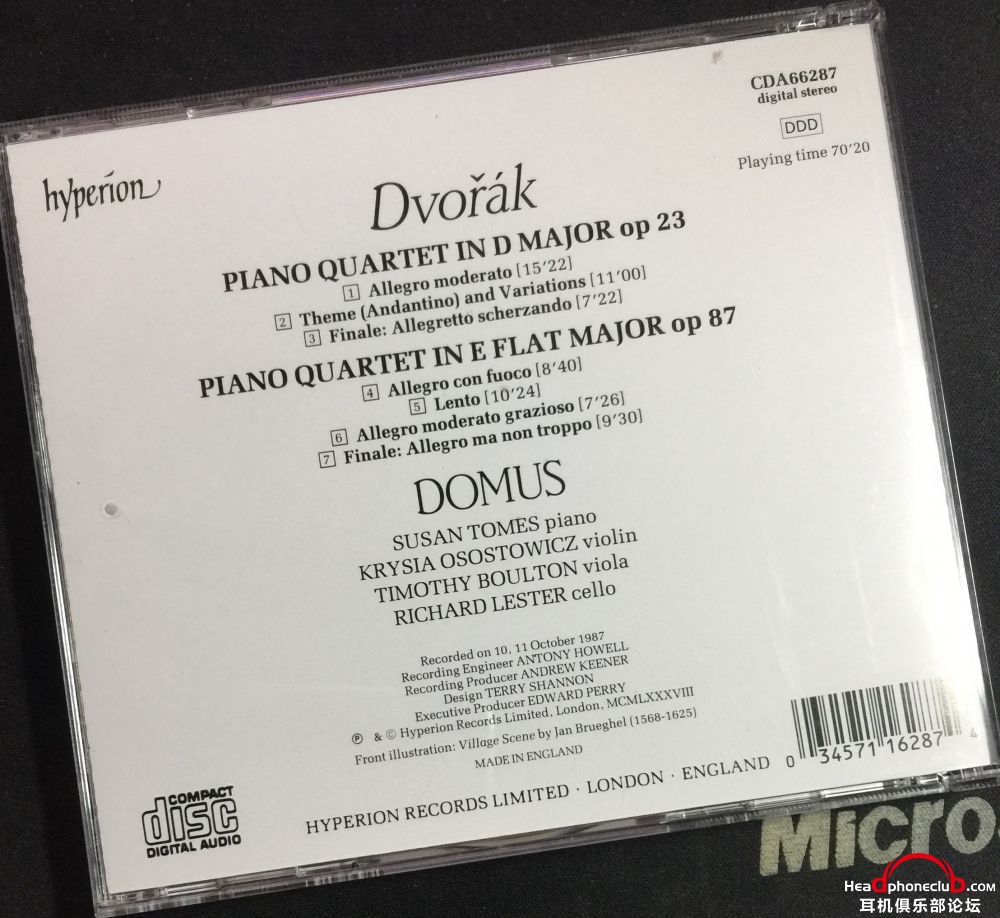 CDA66287
digital stereo
DDD
Playing time 70'20
hyperion
Dvořák
PIANO QUARTET IN D MAJOR op 23
1 Allegro moderato [15'22]
2 Theme (Andantino) and Variations [11'00]
3 Finale: Allegretto scherzando [7'22]
PIANO QUARTET IN E FLAT MAJOR op 87
4 Allegro con fuoco [8'40]
5 Lento [10'24]
6 Allegro moderato grazioso [7'26]
7 Finale: Allegro ma non troppo [9'30]
DOMUS
SUSAN TOMES piano
KRYSIA OSOSTOWICZ violin
TIMOTHY BOULTON viola
RICHARD LESTER cello
Recorded on 10, 11 October 1987
Recording Engineer ANTONY HOWELL
Recording Producer ANDREW KEENER
Design TERRY SHANNON
Executive Producer EDWARD PERRY
℗ & © Hyperion Records Limited, London, MCMLXXXVIII
Front illustration: Village Scene by Jan Brueghel (1568-1625)
MADE IN ENGLAND
HYPERION RECORDS LIMITED · LONDON · ENGLAND
0 34571 16287 4
COMPACT
disc
DIGITAL AUDIO
Micro
Headphoneclub.com
耳机俱乐部论坛